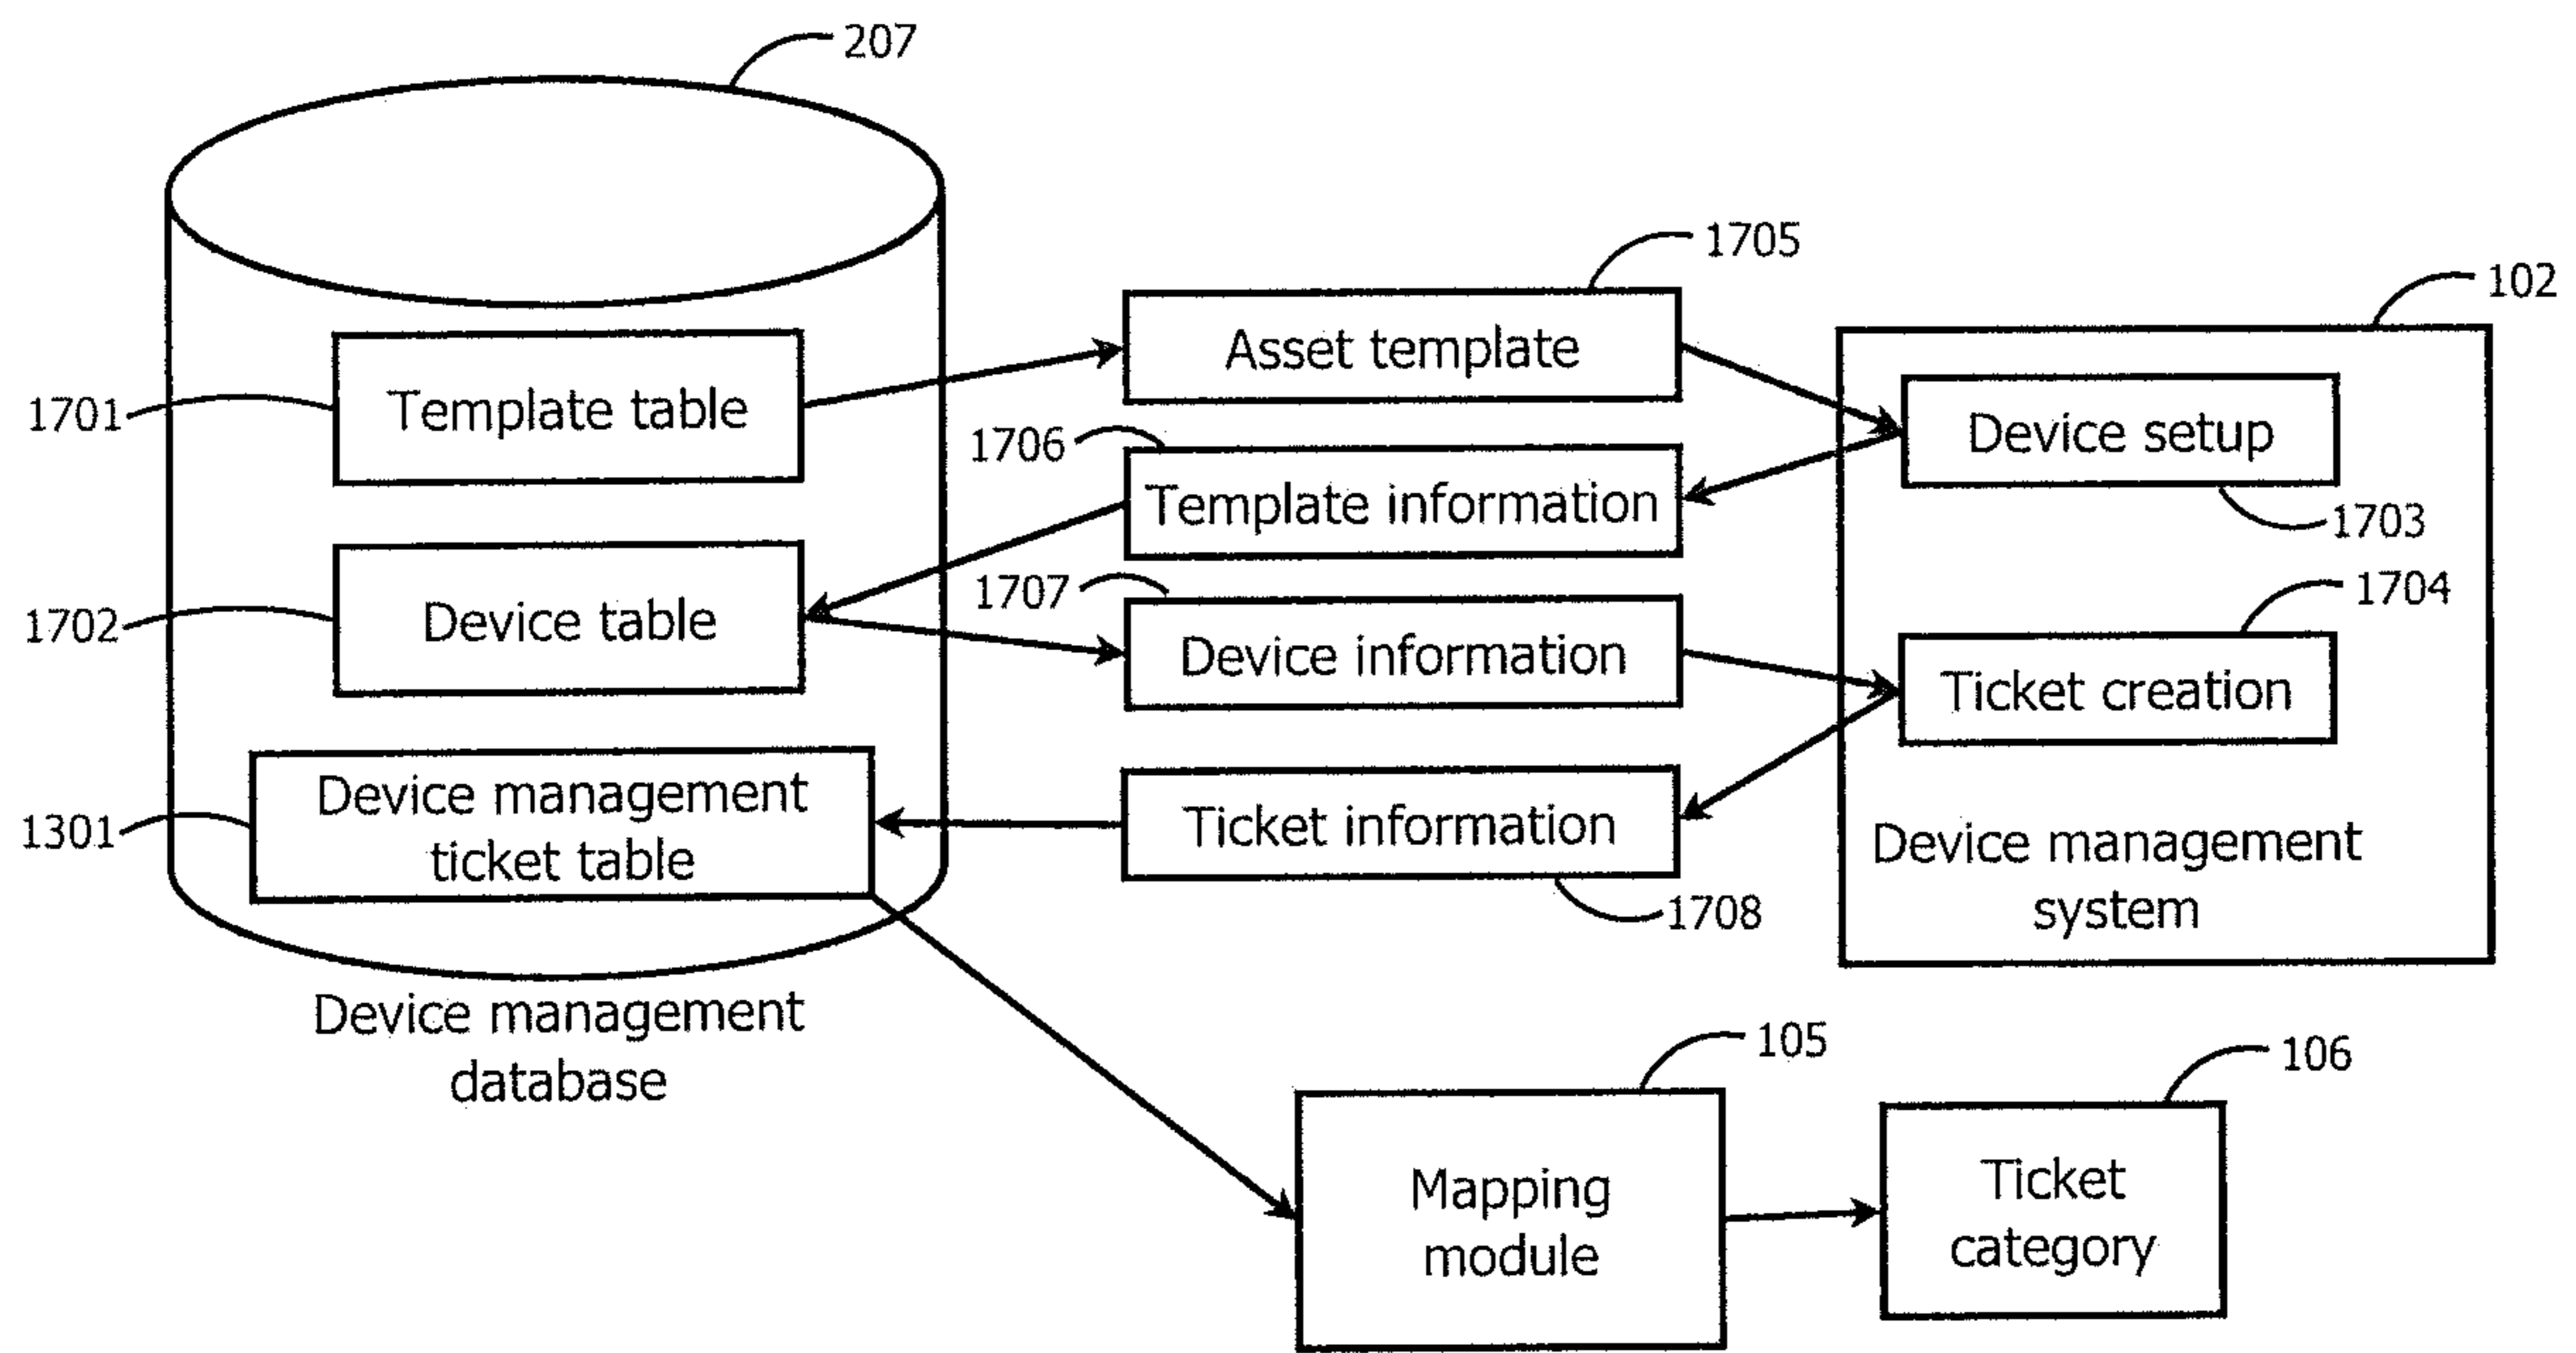 207
1705
102
Asset template
Template table
1701
Device setup
1706
Template information
1703
1707
1704
Device table
1702
Device information
Ticket creation
Device management
ticket table
1301
Ticket information
Device management
system
1708
Device management
database
105
106
Mapping
module
Ticket
category